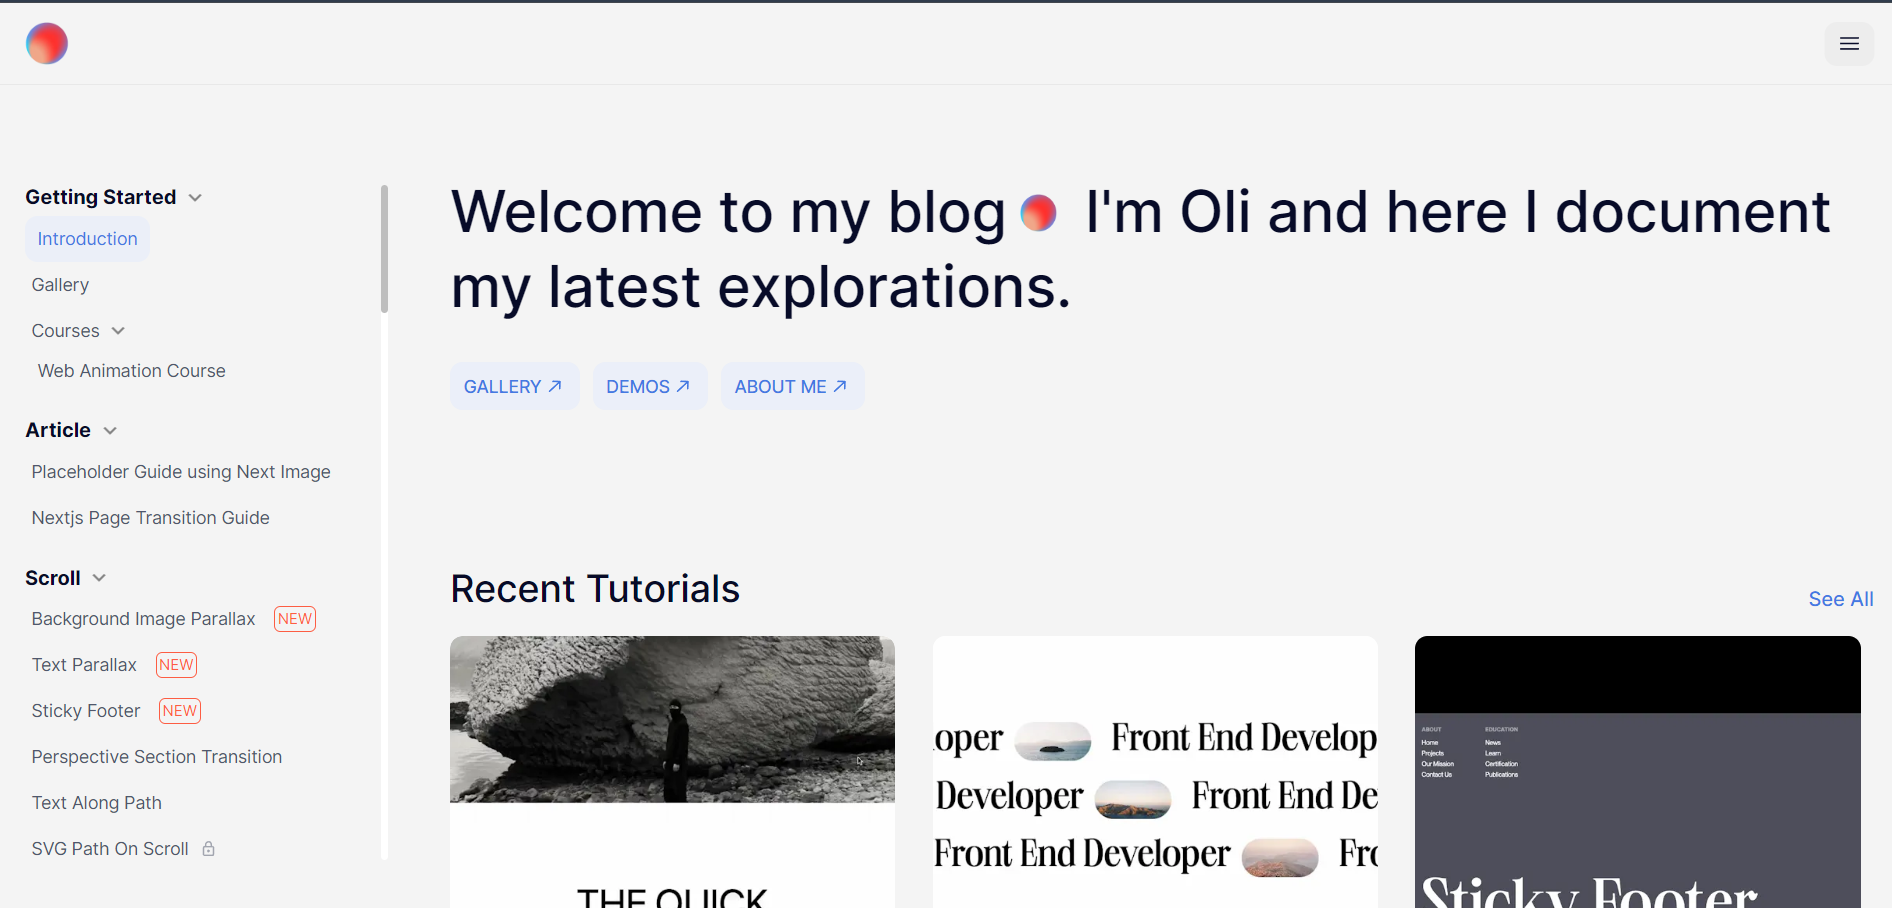 Getting Started
Introduction
Gallery
Courses
Web Animation Course
Article
Placeholder Guide using Next Image
Nextjs Page Transition Guide
Scroll
Background Image Parallax NEW
Text Parallax NEW
Sticky Footer NEW
Perspective Section Transition
Text Along Path
SVG Path On Scroll
Welcome to my blog I'm Oli and here I document
my latest explorations.
GALLERY DEMOS ABOUT ME
Recent Tutorials
See All
THE QUICK
oper Front End Develop
Developer Front End De
Front End Developer Fro
ABOUT EDUCATION
Home News
Projects Learn
Our Mission Certification
Contact Us Publications
Sticky Footer